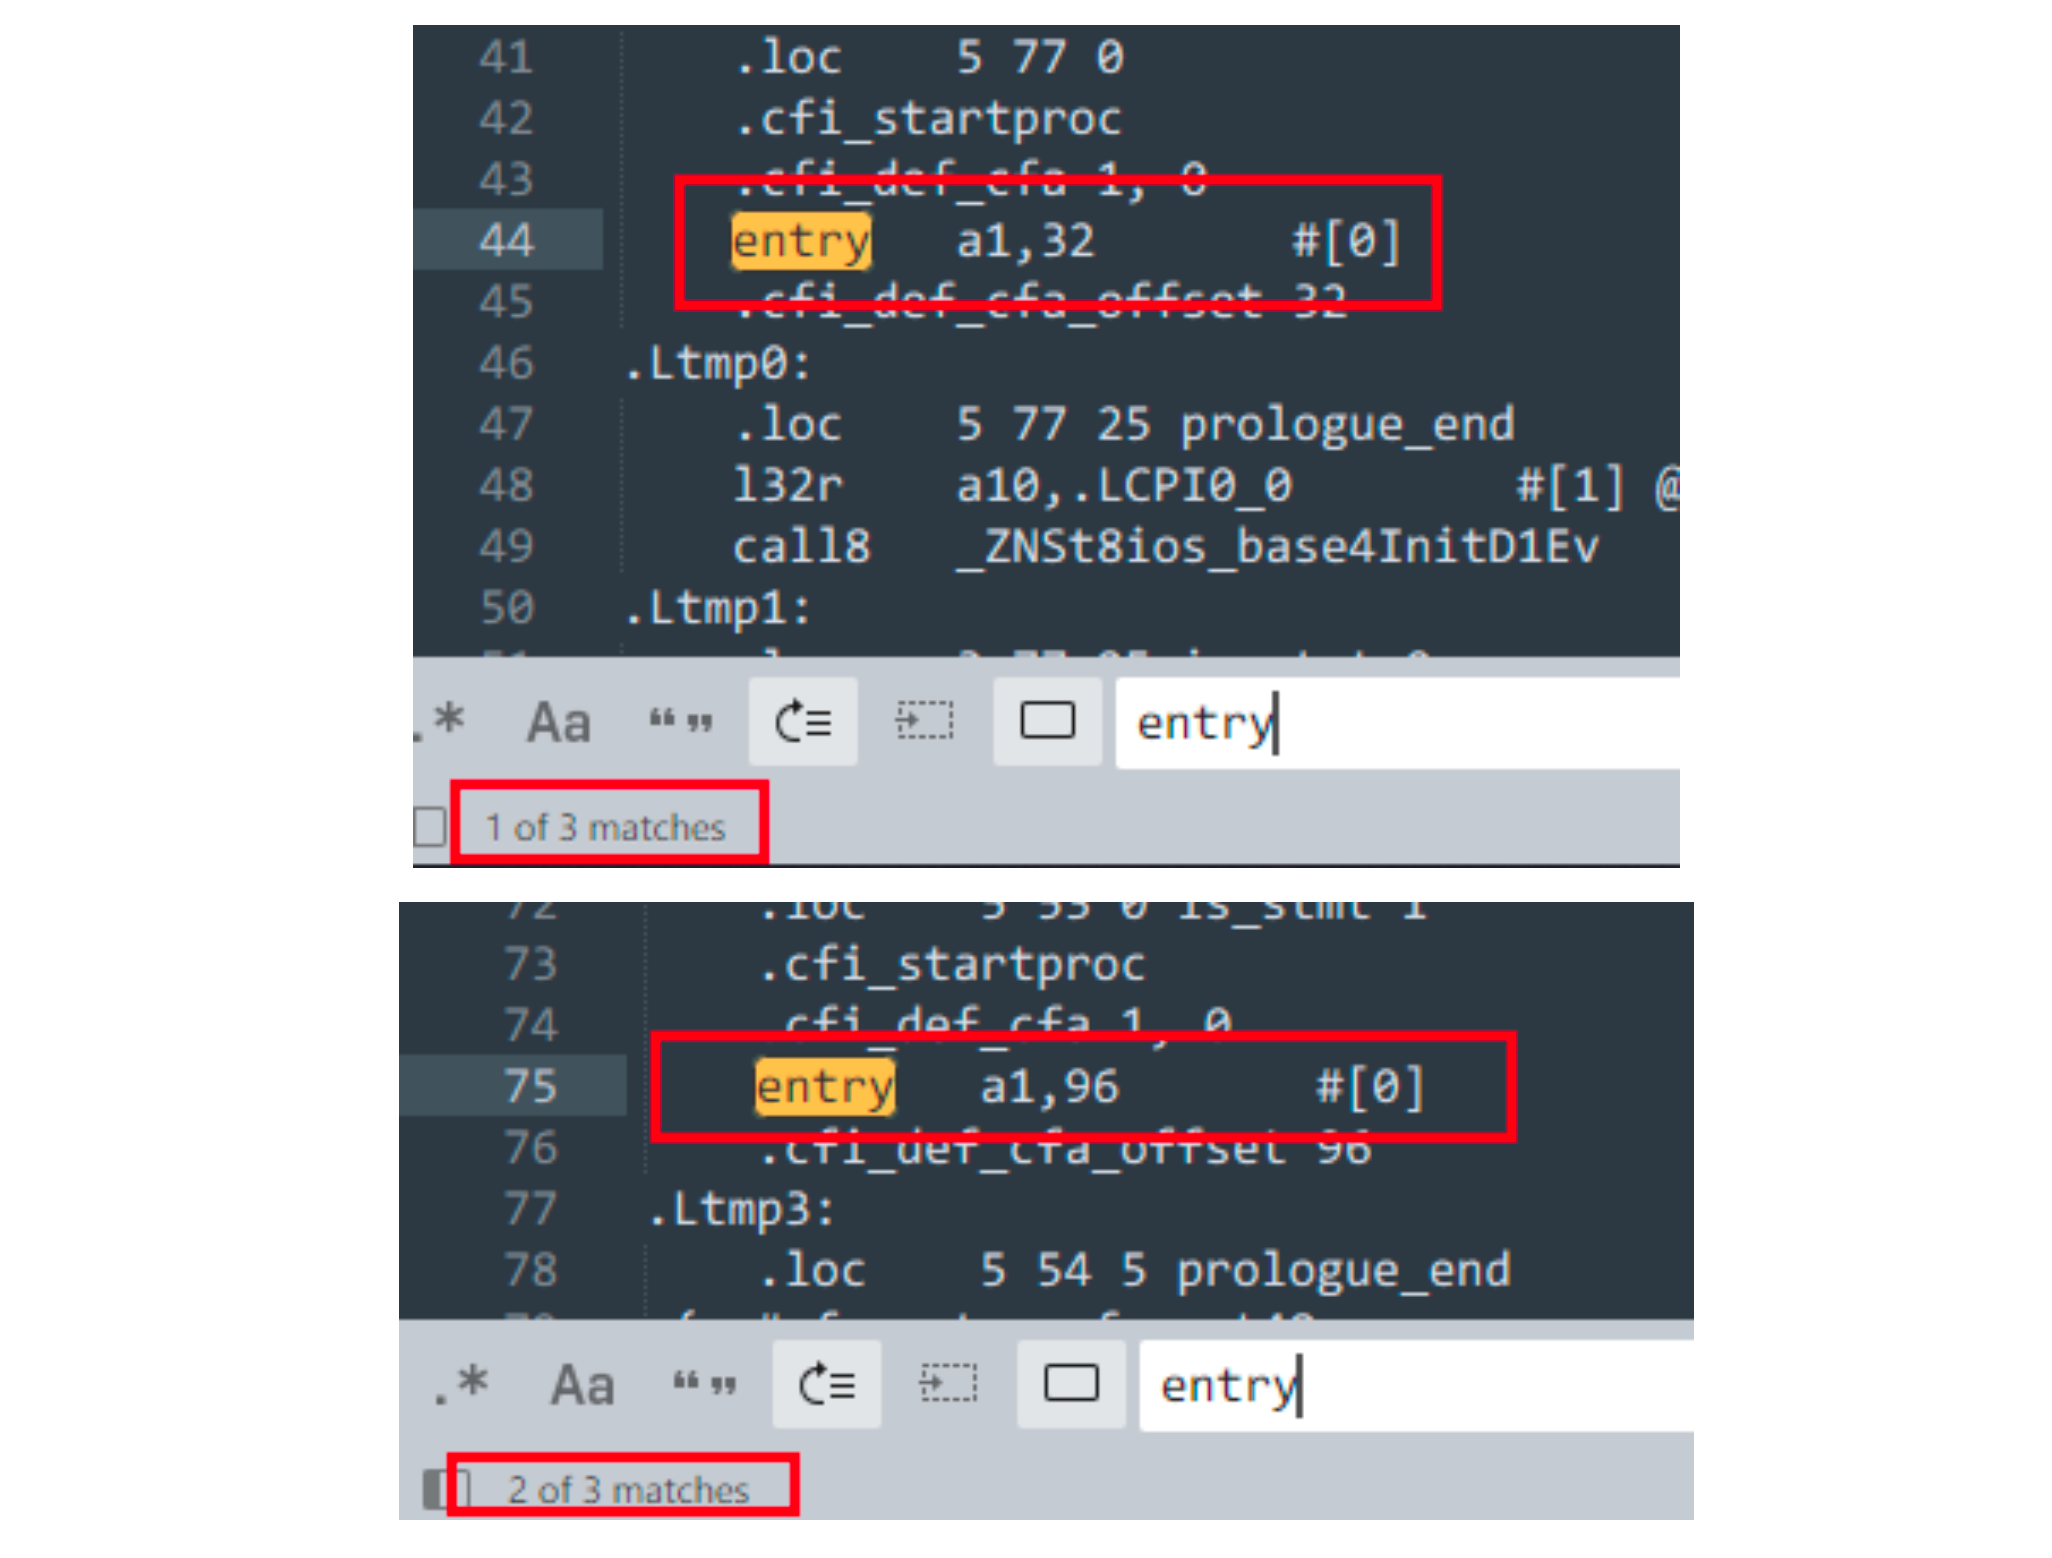 41 .loc 5 77 0
42 .cfi_startproc
43 .cfi_def_cfa 1, 0
44 entry a1,32 #[0]
45 .cfi_def_cfa_offset 32
46 .Ltmp0:
47 .loc 5 77 25 prologue_end
48 l32r a10,.LCPI0_0 #[1] @
49 call8 _ZNSt8ios_base4InitD1Ev
50 .Ltmp1:
.* Aa “ ” entry
1 of 3 matches
72 .loc 5 53 0 is_stmt 1
73 .cfi_startproc
74 .cfi_def_cfa 1, 0
75 entry a1,96 #[0]
76 .cfi_def_cfa_offset 96
77 .Ltmp3:
78 .loc 5 54 5 prologue_end
.* Aa “ ” entry
2 of 3 matches